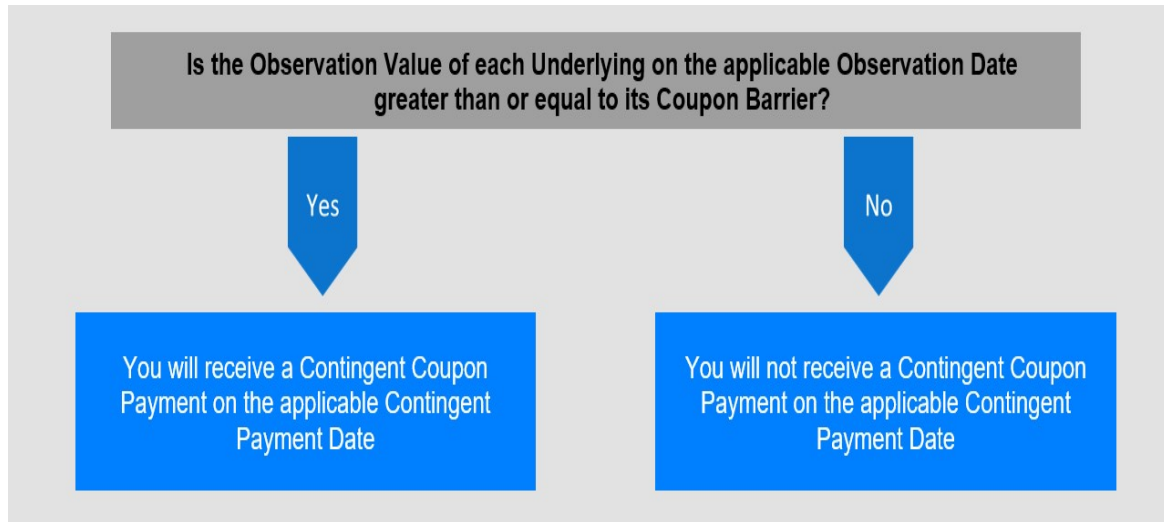 Is the Observation Value of each Underlying on the applicable Observation Date
greater than or equal to its Coupon Barrier?
Yes
No
You will receive a Contingent Coupon
Payment on the applicable Contingent
Payment Date
You will not receive a Contingent Coupon
Payment on the applicable Contingent
Payment Date